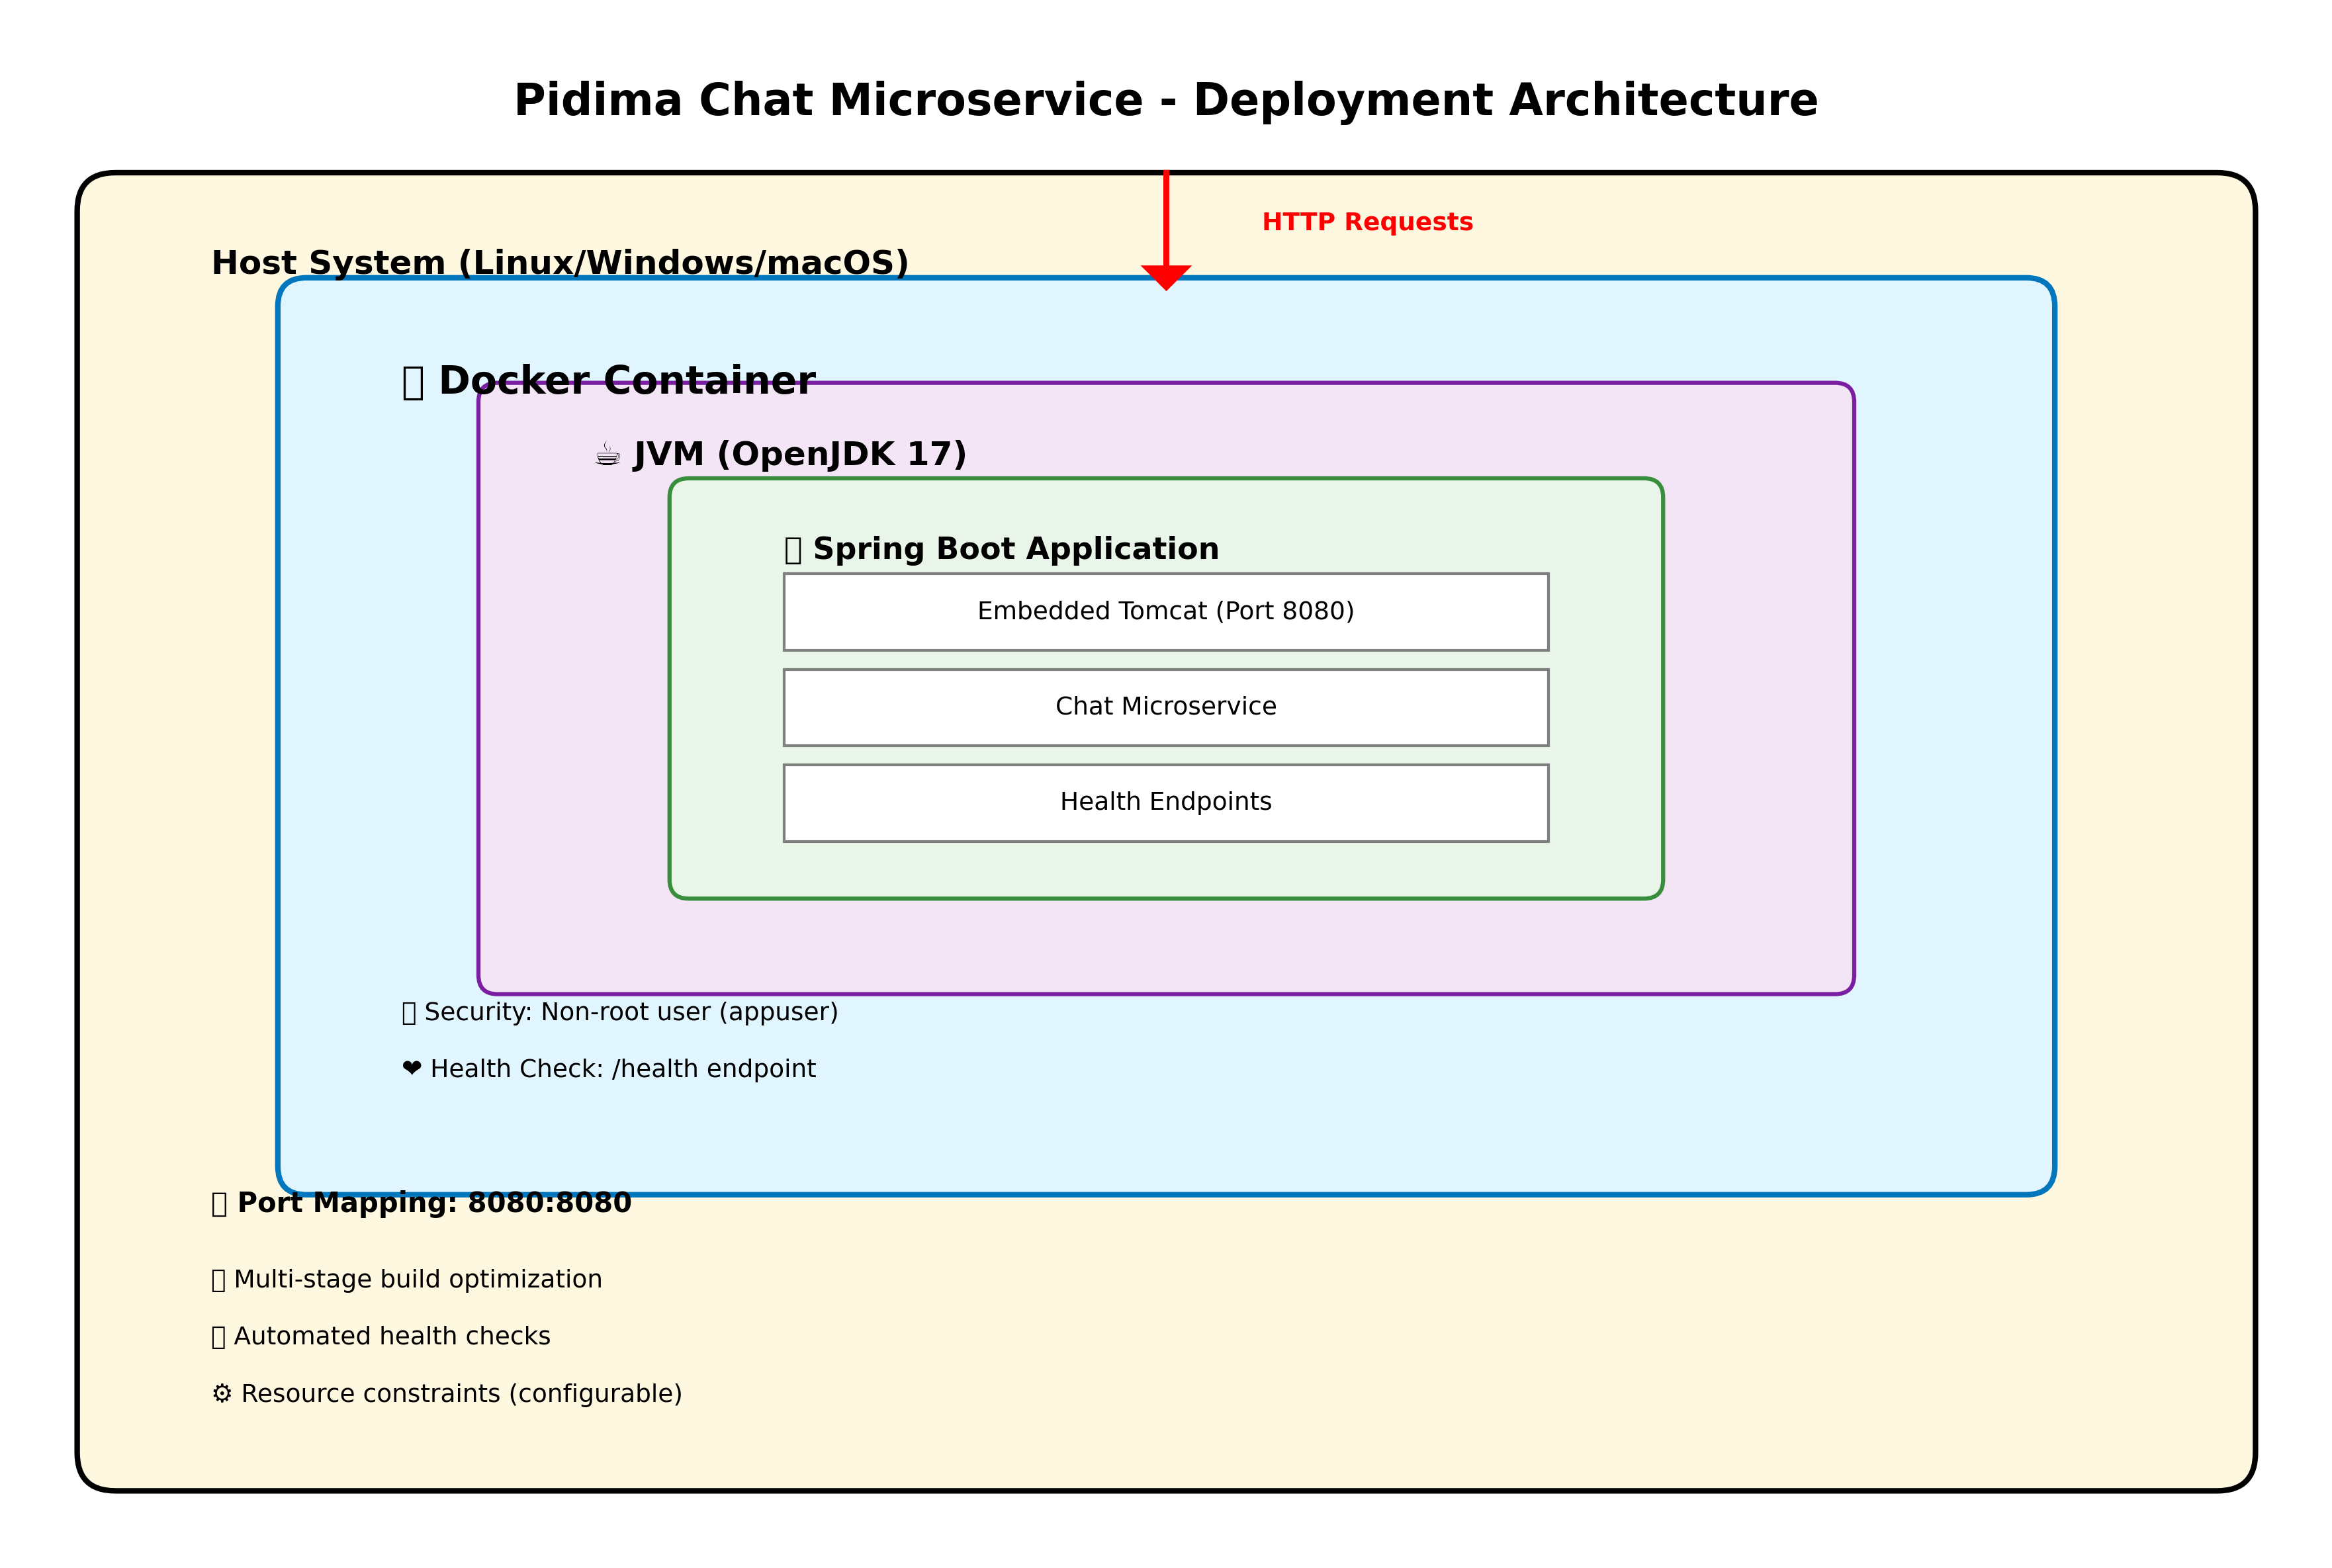 Pidima Chat Microservice - Deployment Architecture
HTTP Requests
Host System (Linux/Windows/macOS)
Docker Container
☕ JVM (OpenJDK 17)
Spring Boot Application
Embedded Tomcat (Port 8080)
Chat Microservice
Health Endpoints
Security: Non-root user (appuser)
❤ Health Check: /health endpoint
Port Mapping: 8080:8080
Multi-stage build optimization
Automated health checks
⚙ Resource constraints (configurable)